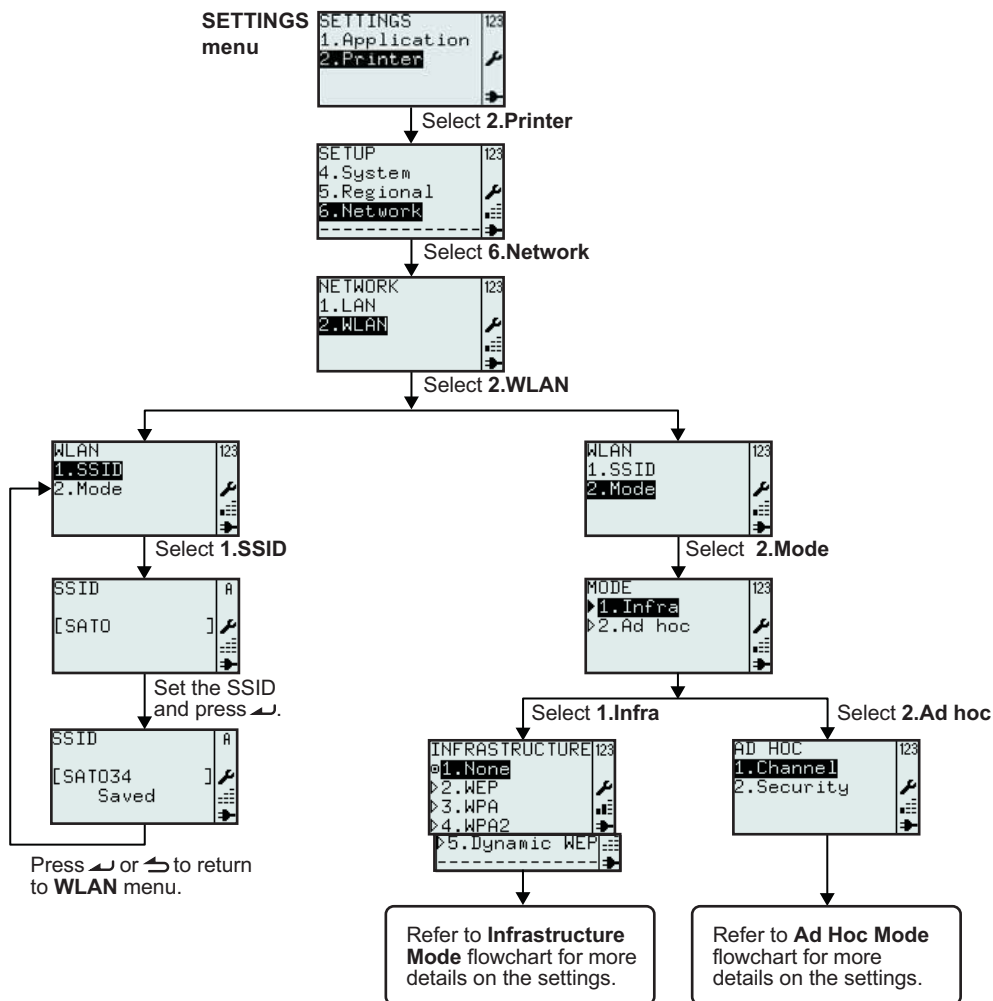 SETTINGS
menu
SETTINGS 123
1.Application
2.Printer
Select 2.Printer
SETUP 123
4.System
5.Regional
6.Network
Select 6.Network
NETWORK 123
1.LAN
2.WLAN
Select 2.WLAN
WLAN 123
1.SSID
2.Mode
Select 1.SSID
SSID A
[SATO ]
Set the SSID
and press .
SSID A
[SATO34 ]
Saved
Press or to return
to WLAN menu.
WLAN 123
1.SSID
2.Mode
Select 2.Mode
MODE 123
1.Infra
2.Ad hoc
Select 1.Infra
INFRASTRUCTURE 123
1.None
2.WEP
3.WPA
4.WPA2
5.Dynamic WEP
Refer to Infrastructure
Mode flowchart for more
details on the settings.
Select 2.Ad hoc
AD HOC 123
1.Channel
2.Security
Refer to Ad Hoc Mode
flowchart for more
details on the settings.